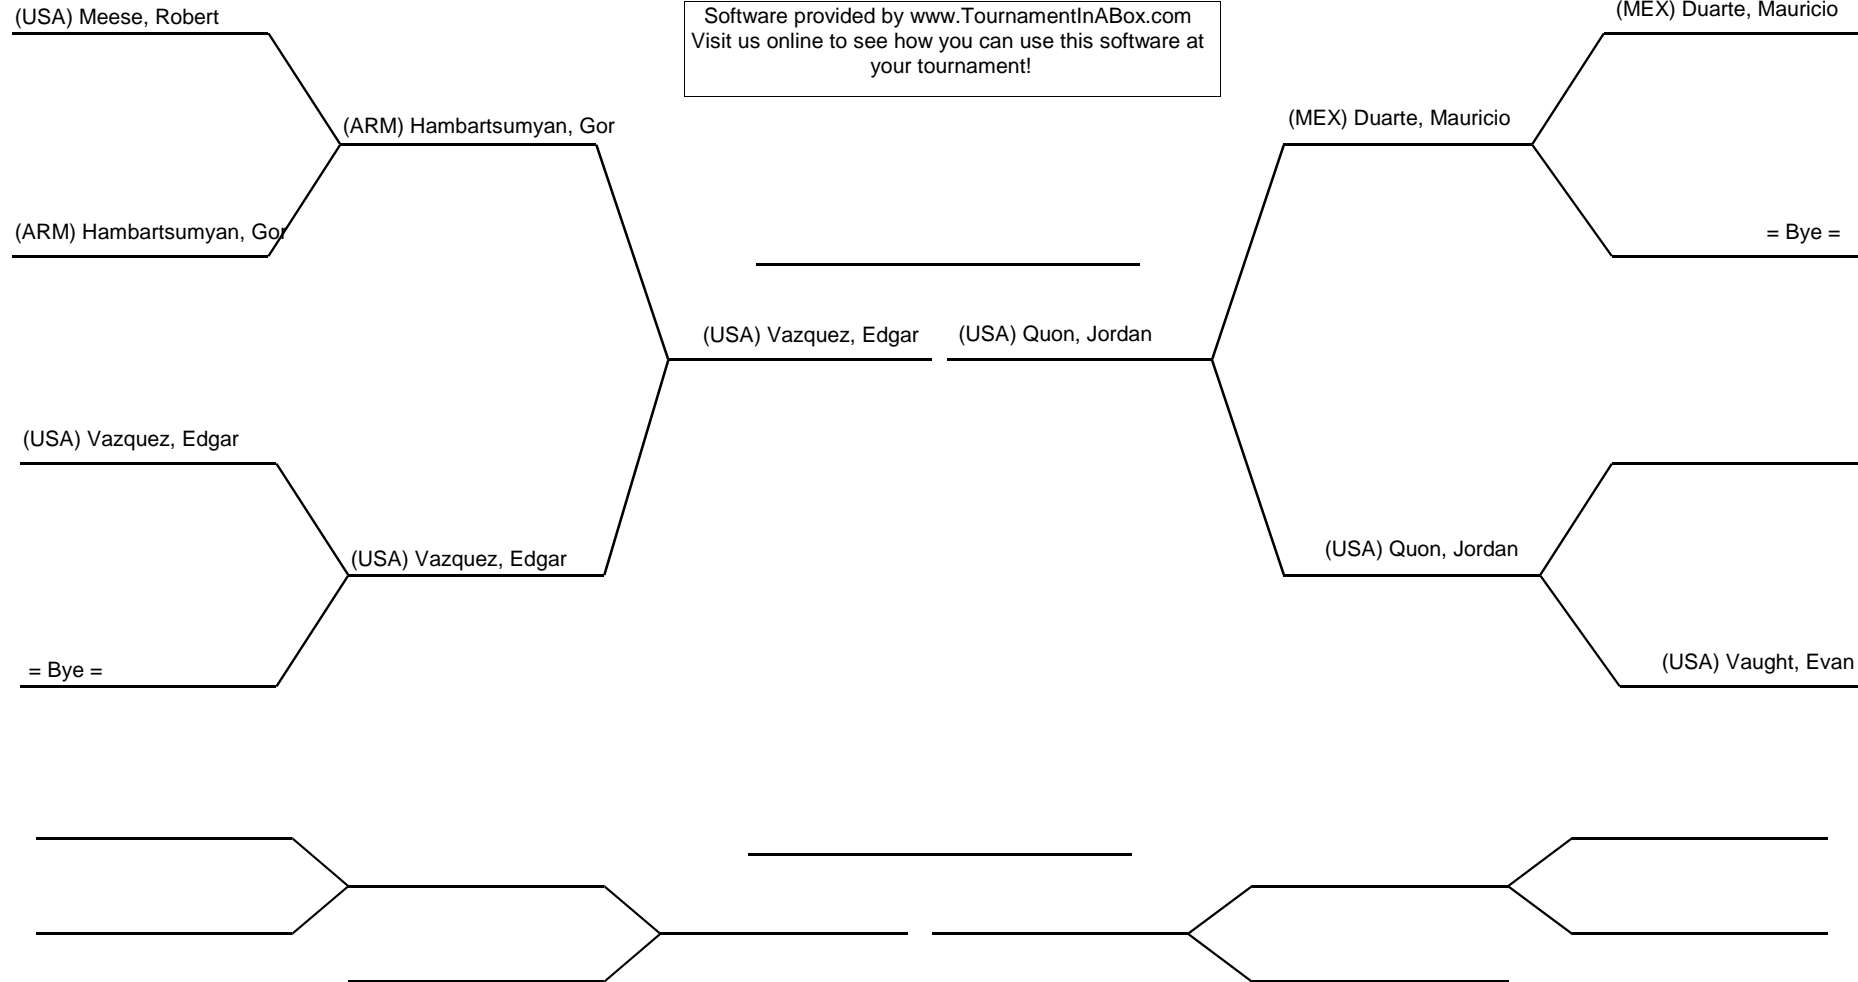 (USA) Meese, Robert
Software provided by www.TournamentInABox.com
Visit us online to see how you can use this software at
your tournament!
(MEX) Duarte, Mauricio
(ARM) Hambartsumyan, Gor
(MEX) Duarte, Mauricio
(ARM) Hambartsumyan, Gor
= Bye =
(USA) Vazquez, Edgar
(USA) Quon, Jordan
(USA) Vazquez, Edgar
(USA) Vazquez, Edgar
(USA) Quon, Jordan
= Bye =
(USA) Vaught, Evan